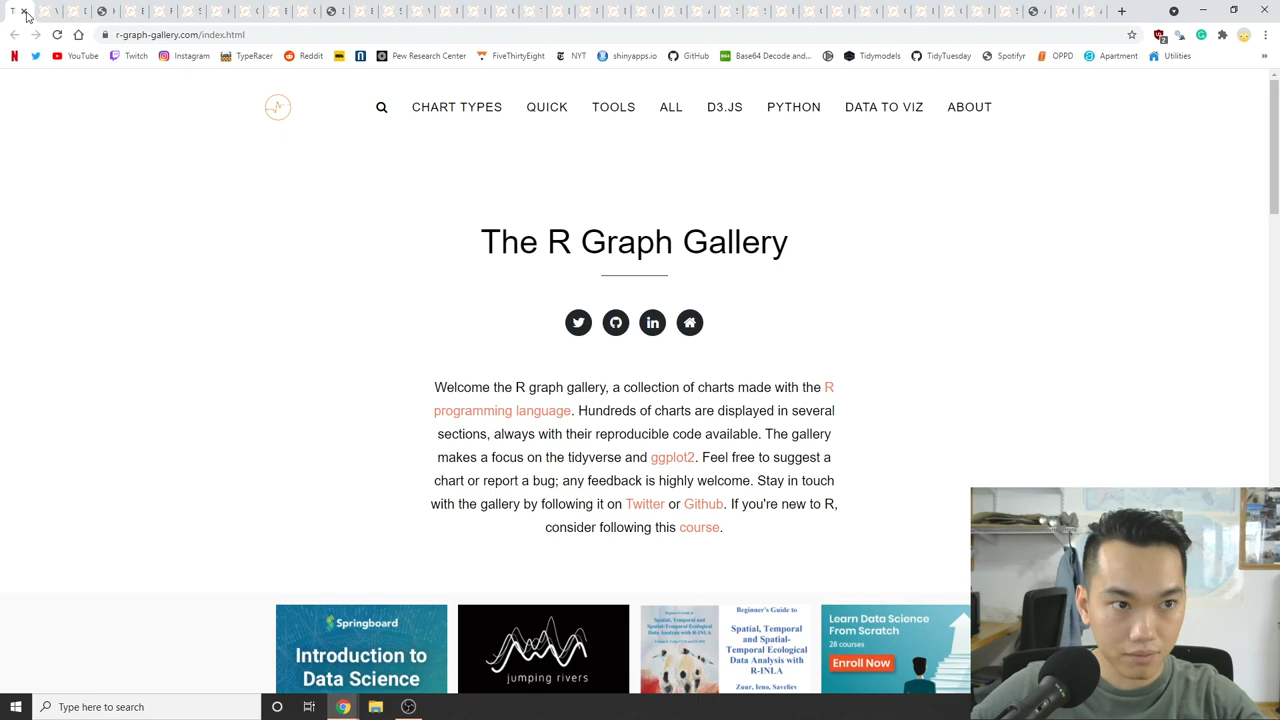 r-graph-gallery.com/index.html
YouTube Twitch Instagram TypeRacer Reddit Pew Research Center FiveThirtyEight NYT shinyapps.io GitHub Base64 Decode and... Tidymodels TidyTuesday Spotifyr OPPD Apartment Utilities »
CHART TYPES QUICK TOOLS ALL D3.JS PYTHON DATA TO VIZ ABOUT
The R Graph Gallery
Welcome the R graph gallery, a collection of charts made with the R
programming language. Hundreds of charts are displayed in several
sections, always with their reproducible code available. The gallery
makes a focus on the tidyverse and ggplot2. Feel free to suggest a
chart or report a bug; any feedback is highly welcome. Stay in touch
with the gallery by following it on Twitter or Github. If you're new to R,
consider following this course.
Springboard
Introduction to
Data Science
jumping rivers
Beginner's Guide to
Spatial, Temporal
and Spatial-
Temporal Ecological
Data Analysis with
R-INLA
Zuur, Ieno, Saveliev
Learn Data Science
From Scratch
28 courses
Enroll Now
Type here to search